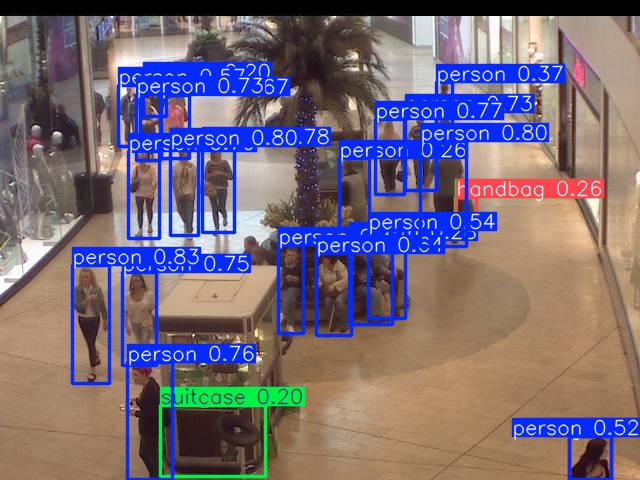 person 0.37
person 0.7367
person 0.77
person 0.80
person 0.80.78
person 0.26
handbag 0.26
person 0.54
person 0.64
person 0.83
person 0.75
person 0.76
suitcase 0.20
person 0.52